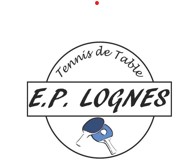 Tennis de Table
E.P. LOGNES